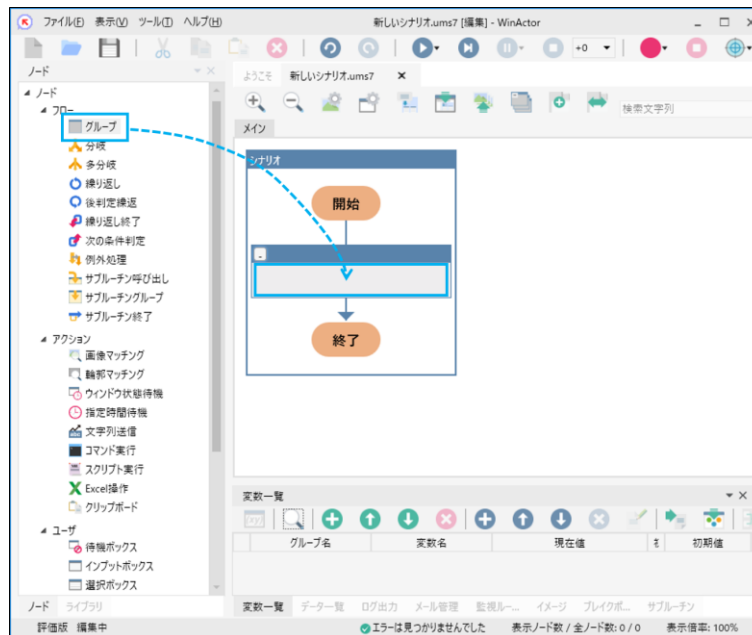 ファイル(F) 表示(V) ツール(T) ヘルプ(H)
新しいシナリオ.ums7 [編集] - WinActor
+0
ノード
ようこそ 新しいシナリオ.ums7
検索文字列
メイン
ノード
フロー
グループ
分岐
多分岐
繰り返し
後判定繰返
繰り返し終了
次の条件判定
例外処理
サブルーチン呼び出し
サブルーチングループ
サブルーチン終了
アクション
画像マッチング
輪郭マッチング
ウィンドウ状態待機
指定時間待機
文字列送信
コマンド実行
スクリプト実行
Excel操作
クリップボード
ユーザ
待機ボックス
インプットボックス
選択ボックス
ノード ライブラリ
シナリオ
開始
終了
変数一覧
グループ名 変数名 現在値 初期値
変数一覧 データ一覧 ログ出力 メール管理 監視ルー... イメージ ブレイクポ... サブルーチン
評価版 編集中
エラーは見つかりませんでした 表示ノード数 / 全ノード数: 0 / 0 表示倍率: 100%